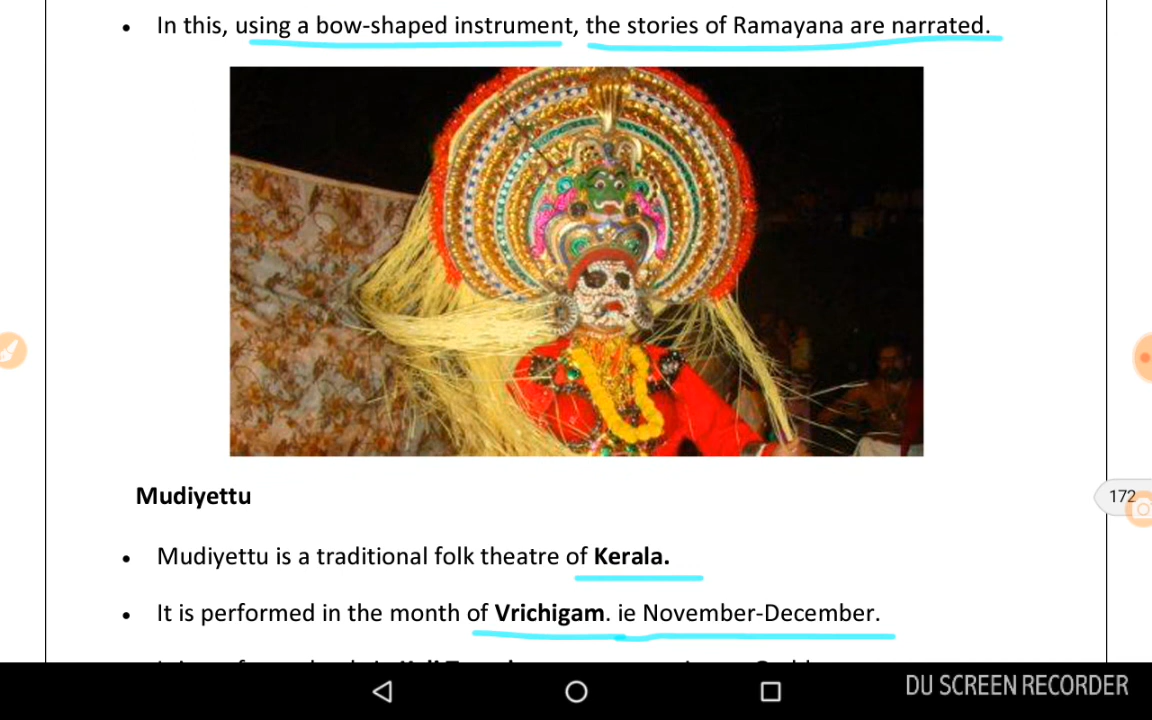 In this, using a bow-shaped instrument, the stories of Ramayana are narrated.
Mudiyettu
172
Mudiyettu is a traditional folk theatre of Kerala.
It is performed in the month of Vrichigam. ie November-December.
DU SCREEN RECORDER